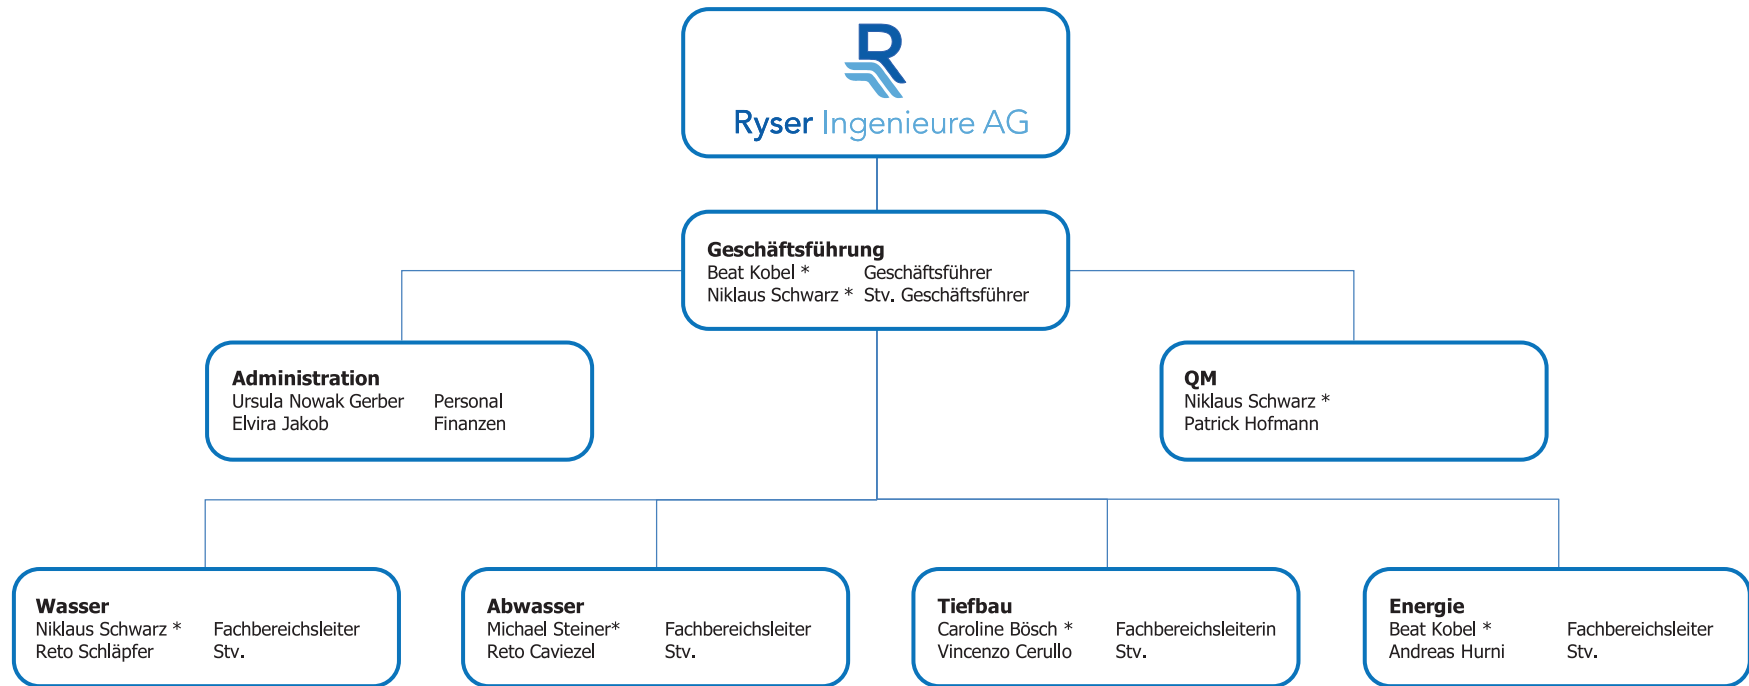 R
Ryser Ingenieure AG
Geschäftsführung
Beat Kobel * Geschäftsführer
Niklaus Schwarz * Stv. Geschäftsführer
Administration
Ursula Nowak Gerber Personal
Elvira Jakob Finanzen
QM
Niklaus Schwarz *
Patrick Hofmann
Wasser
Niklaus Schwarz * Fachbereichsleiter
Reto Schläpfer Stv.
Abwasser
Michael Steiner* Fachbereichsleiter
Reto Caviezel Stv.
Tiefbau
Caroline Bösch * Fachbereichsleiterin
Vincenzo Cerullo Stv.
Energie
Beat Kobel * Fachbereichsleiter
Andreas Hurni Stv.